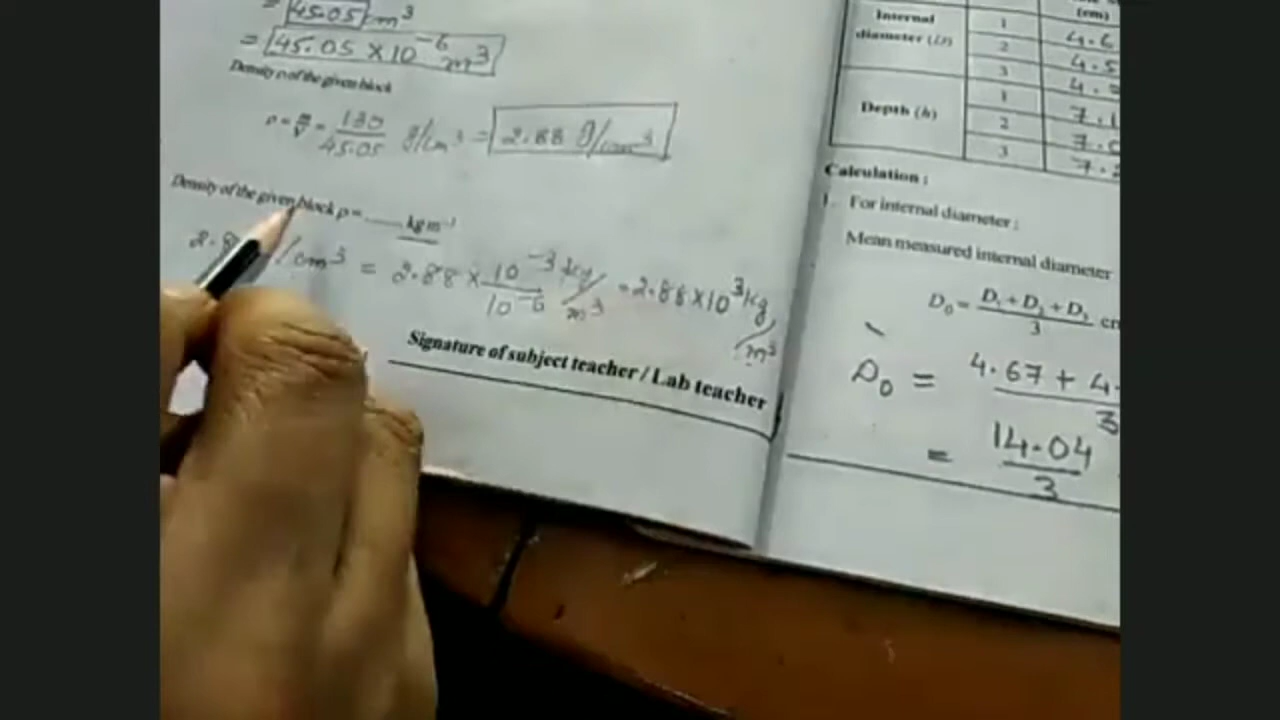 = 45.05 cm³
= 45.05 × 10⁻⁶ m³
Density ρ of the given block
ρ = m/V = 130/45.05 g/cm³ = 2.88 g/cm³
Density of the given block ρ = ...... kg m⁻¹
/cm³ = 2.88 × 10⁻³/10⁻⁶ kg/m³ = 2.88×10³ kg/m³
Signature of subject teacher / Lab teacher
(cm)
Internal diameter (D)
1
4.6
2
4.5
3
4.
Depth (h)
1
7.1
2
7.
3
7.
Calculation :
1. For internal diameter :
Mean measured internal diameter
D₀ = D₁ + D₂ + D₃/3 cm
D₀ = 4.67 + 4./3
= 14.04/3